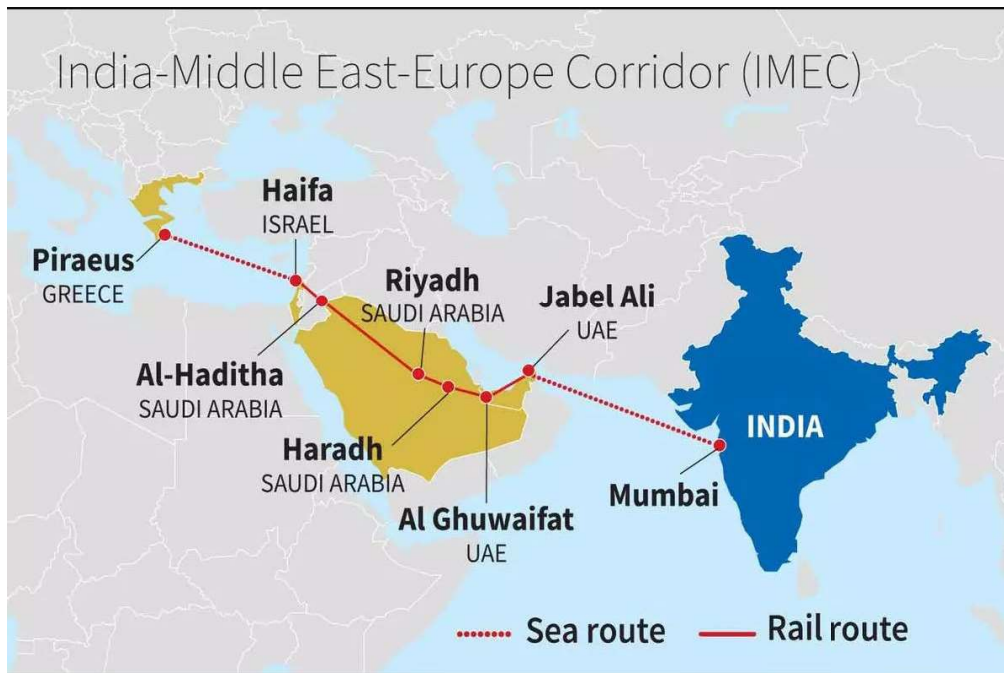 India-Middle East-Europe Corridor (IMEC)
Haifa
ISRAEL
Piraeus
GREECE
Riyadh
SAUDI ARABIA
Jabel Ali
UAE
Al-Haditha
SAUDI ARABIA
INDIA
Haradh
SAUDI ARABIA
Mumbai
Al Ghuwaifat
UAE
Sea route
Rail route